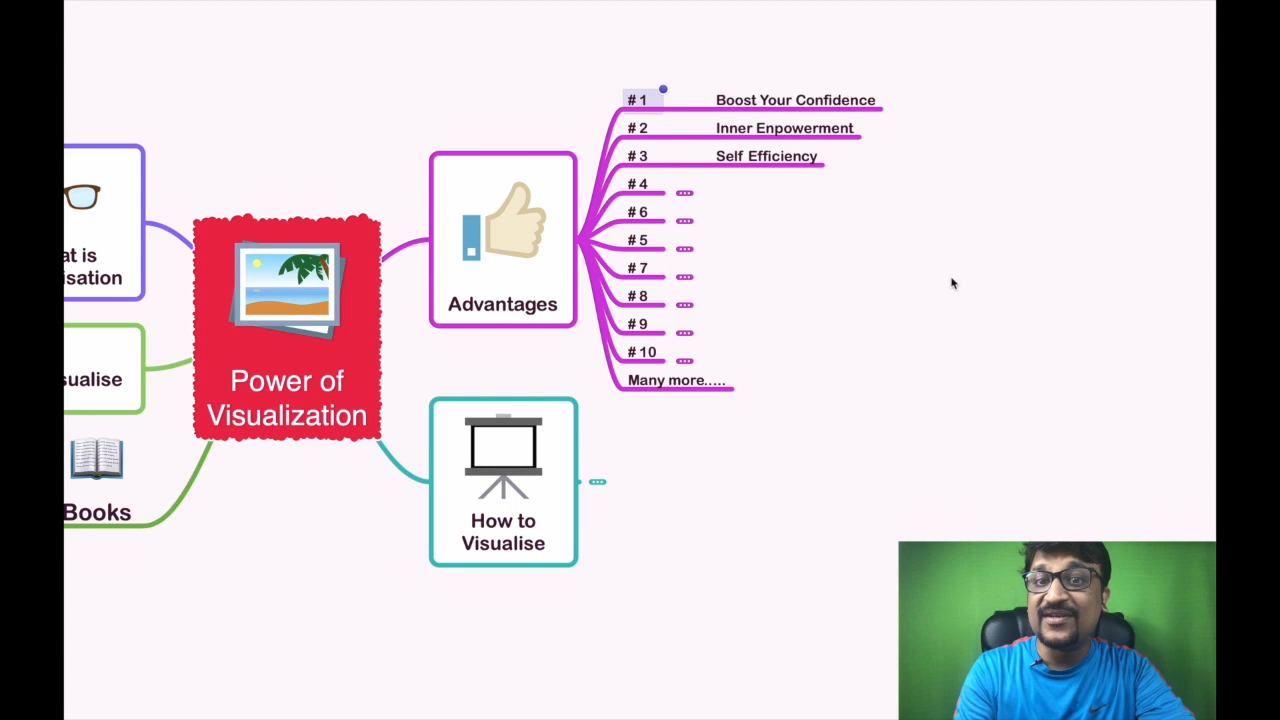 at is
isation
sualise
Books
Power of
Visualization
Advantages
# 1 Boost Your Confidence
# 2 Inner Enpowerment
# 3 Self Efficiency
# 4
# 6
# 5
# 7
# 8
# 9
# 10
Many more.....
How to
Visualise